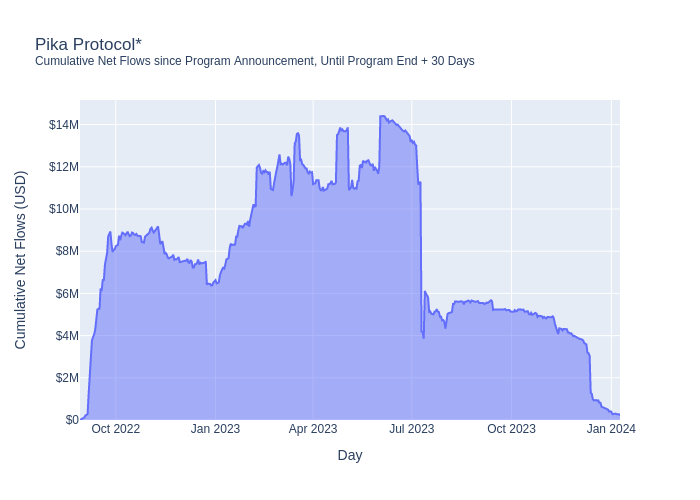 Pika Protocol*
Cumulative Net Flows since Program Announcement, Until Program End + 30 Days
Cumulative Net Flows (USD)
$14M
$12M
$10M
$8M
$6M
$4M
$2M
$0
Oct 2022
Jan 2023
Apr 2023
Jul 2023
Oct 2023
Jan 2024
Day